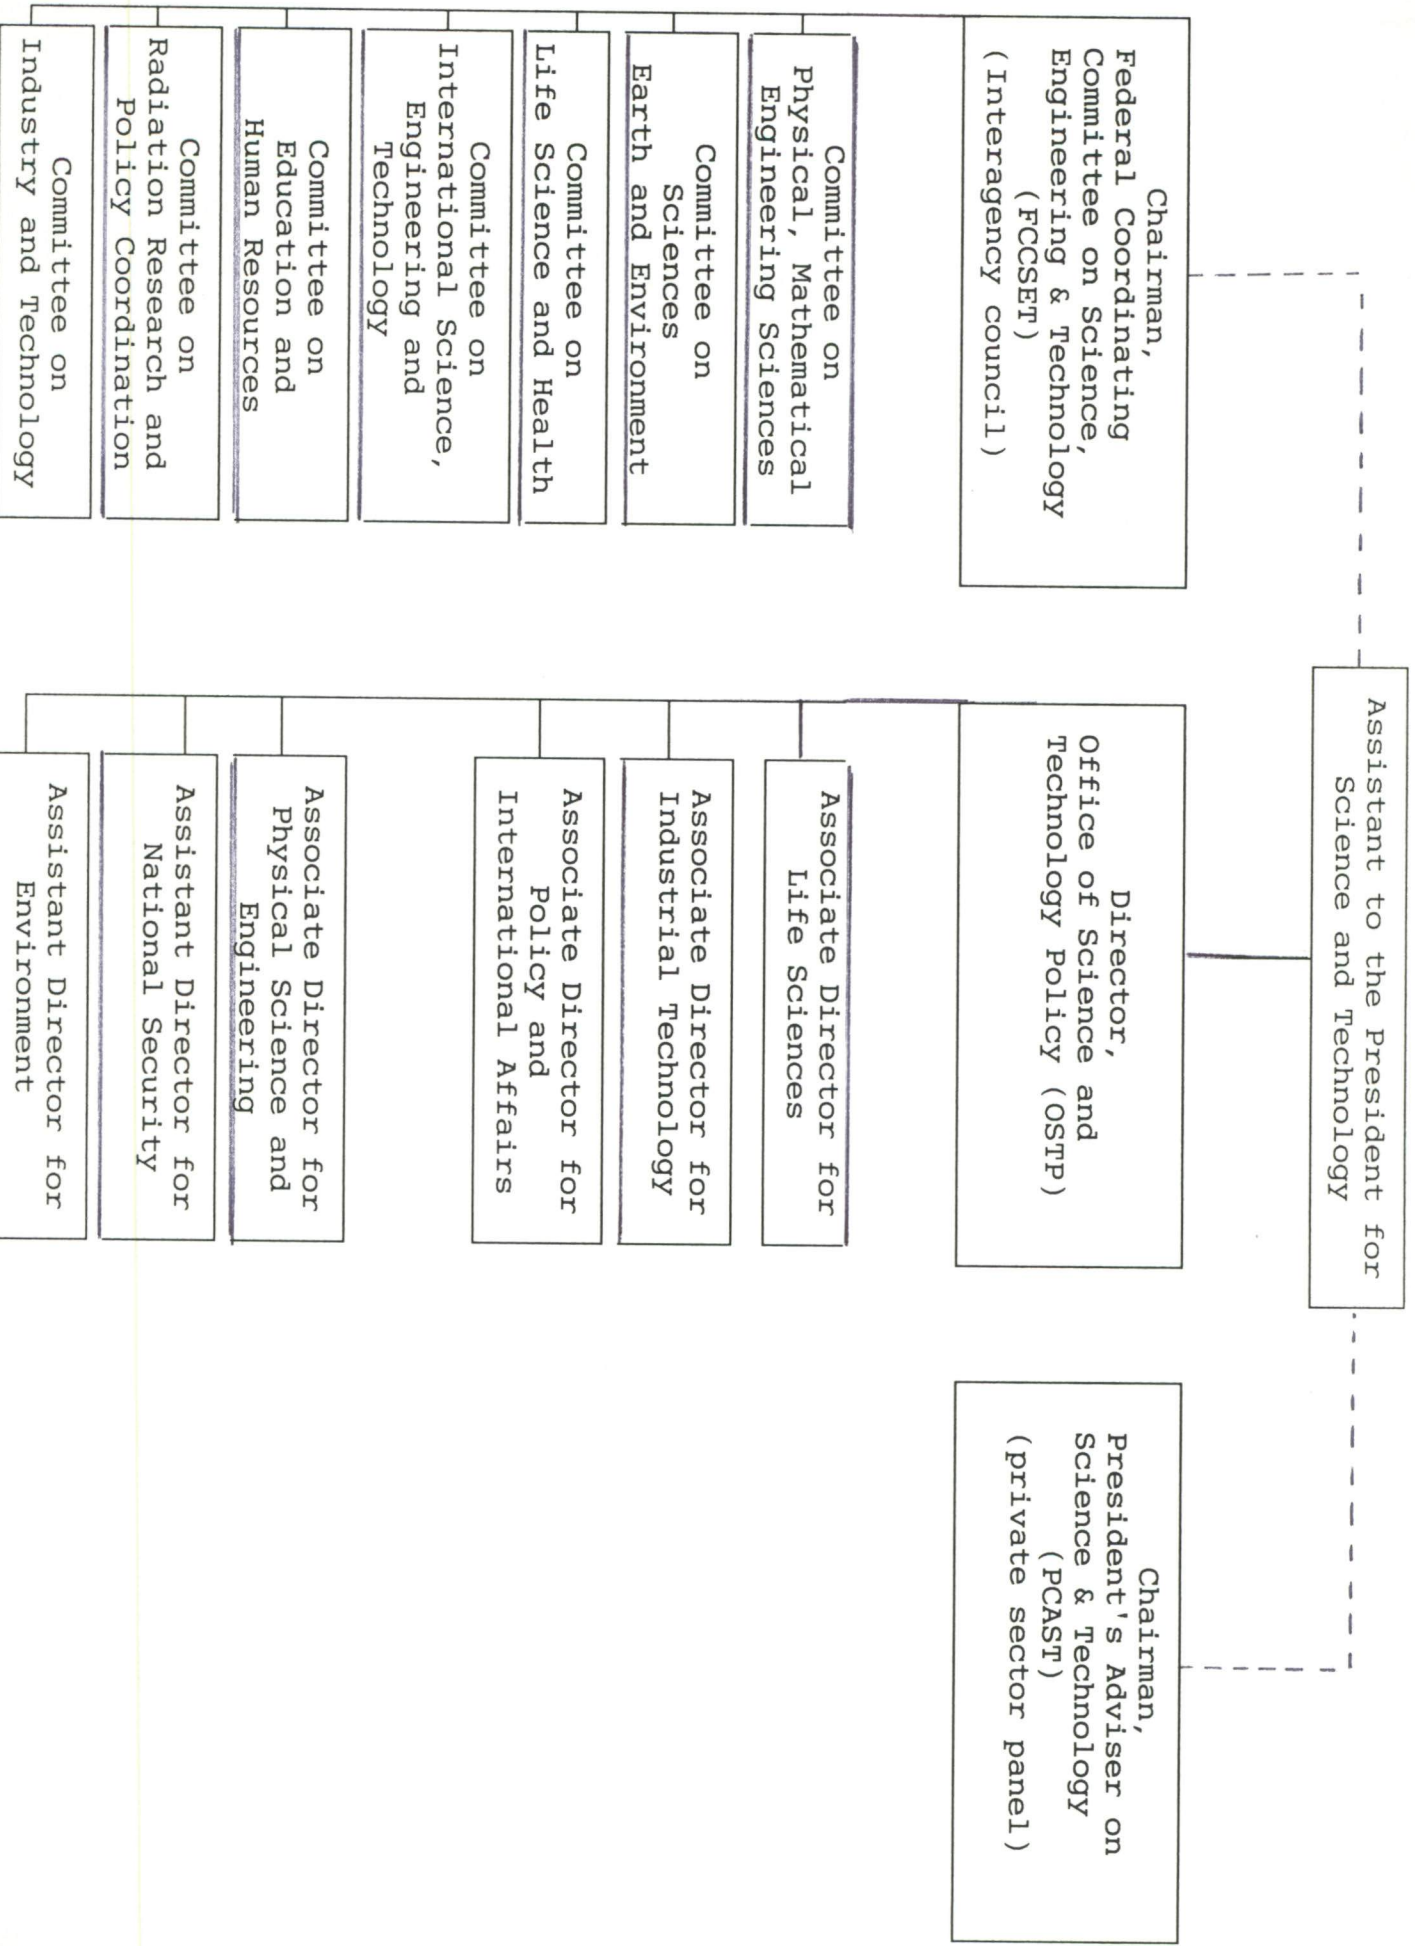 Assistant to the President for
Science and Technology
Chairman,
Federal Coordinating
Committee on Science,
Engineering & Technology
(FCCSET)
(Interagency council)
Committee on
Physical, Mathematical
Engineering Sciences
Committee on
Sciences
Earth and Environment
Committee on
Life Science and Health
Committee on
International Science,
Engineering and
Technology
Committee on
Education and
Human Resources
Committee on
Radiation Research and
Policy Coordination
Committee on
Industry and Technology
Director,
Office of Science and
Technology Policy (OSTP)
Associate Director for
Life Sciences
Associate Director for
Industrial Technology
Associate Director for
Policy and
International Affairs
Associate Director for
Physical Science and
Engineering
Assistant Director for
National Security
Assistant Director for
Environment
Chairman,
President's Adviser on
Science & Technology
(PCAST)
(private sector panel)